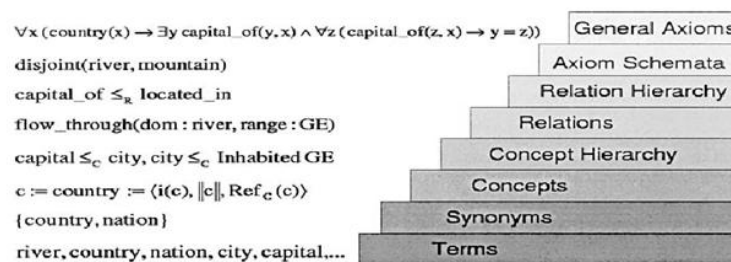 ∀x (country(x) → ∃y capital_of(y, x) ∧ ∀z (capital_of(z, x) → y = z)) General Axioms
disjoint(river, mountain) Axiom Schemata
capital_of ≤R located_in Relation Hierarchy
flow_through(dom : river, range : GE) Relations
capital ≤C city, city ≤C Inhabited GE Concept Hierarchy
c := country := ⟨i(c), ‖c‖, RefC(c)⟩ Concepts
{country, nation} Synonyms
river, country, nation, city, capital,... Terms